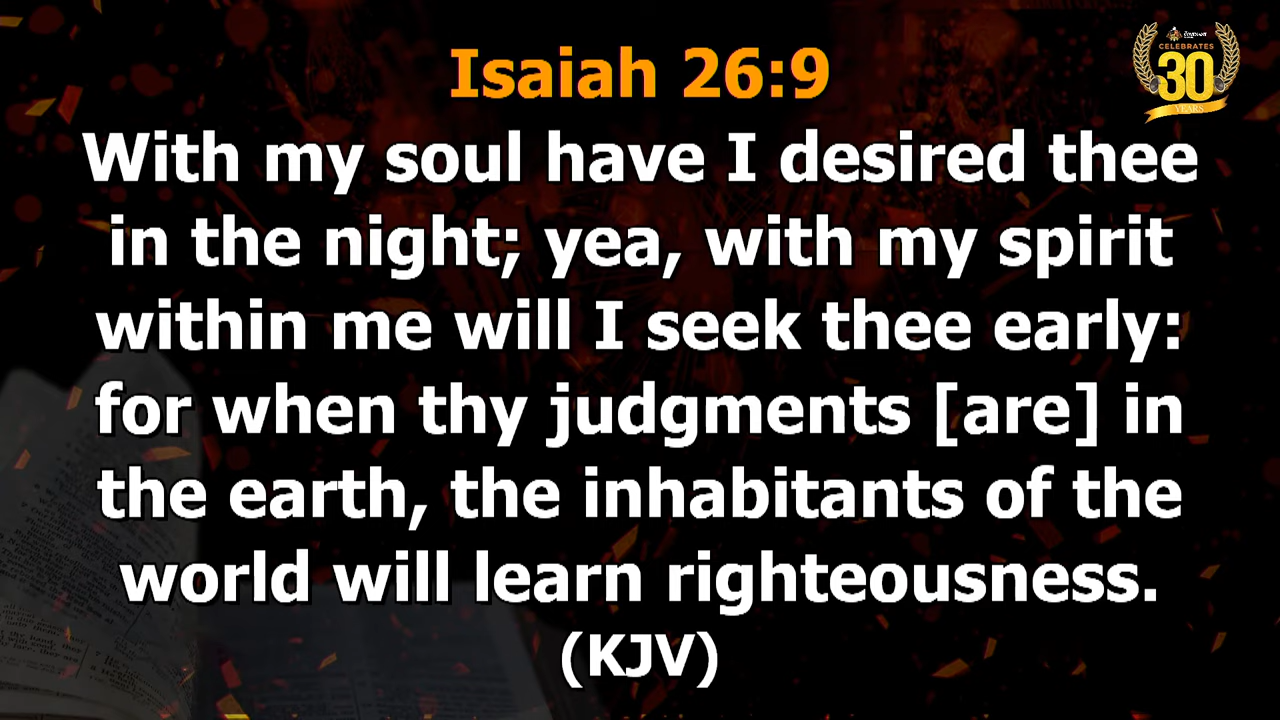 Isaiah 26:9
CELEBRATES
30
YEARS
With my soul have I desired thee
in the night; yea, with my spirit
within me will I seek thee early:
for when thy judgments [are] in
the earth, the inhabitants of the
world will learn righteousness.
(KJV)